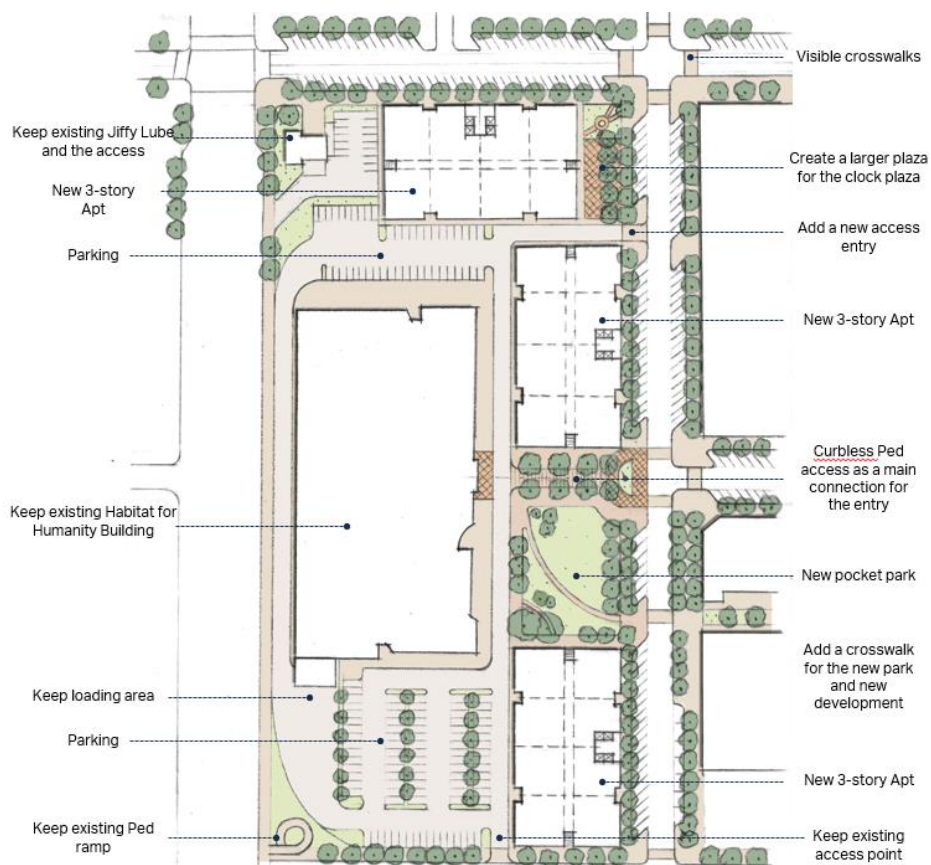 Visible crosswalks
Keep existing Jiffy Lube
and the access
Create a larger plaza
for the clock plaza
New 3-story
Apt
Add a new access
entry
Parking
New 3-story Apt
Curbless Ped
access as a main
connection for
the entry
Keep existing Habitat for
Humanity Building
New pocket park
Add a crosswalk
for the new park
and new
development
Keep loading area
Parking
New 3-story Apt
Keep existing Ped
ramp
Keep existing
access point